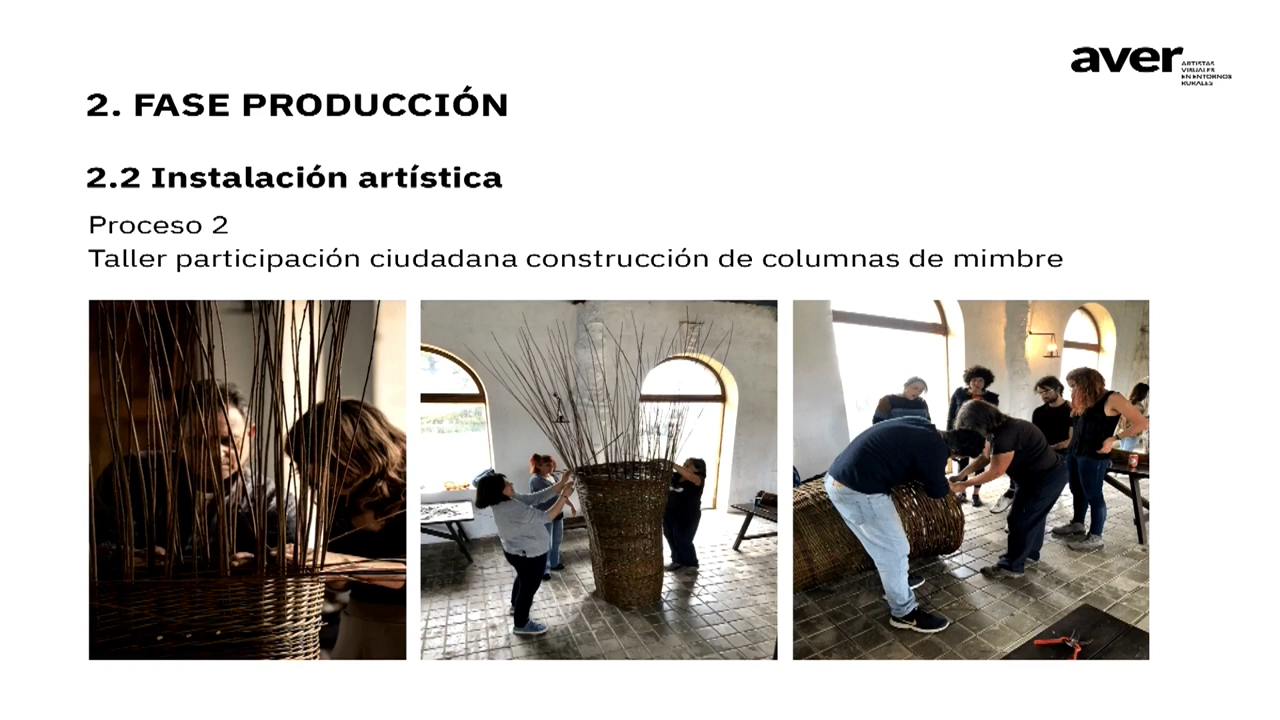 aver
ARTISTAS
VISUALES
EN ENTORNOS
RURALES
2. FASE PRODUCCIÓN
2.2 Instalación artística
Proceso 2
Taller participación ciudadana construcción de columnas de mimbre